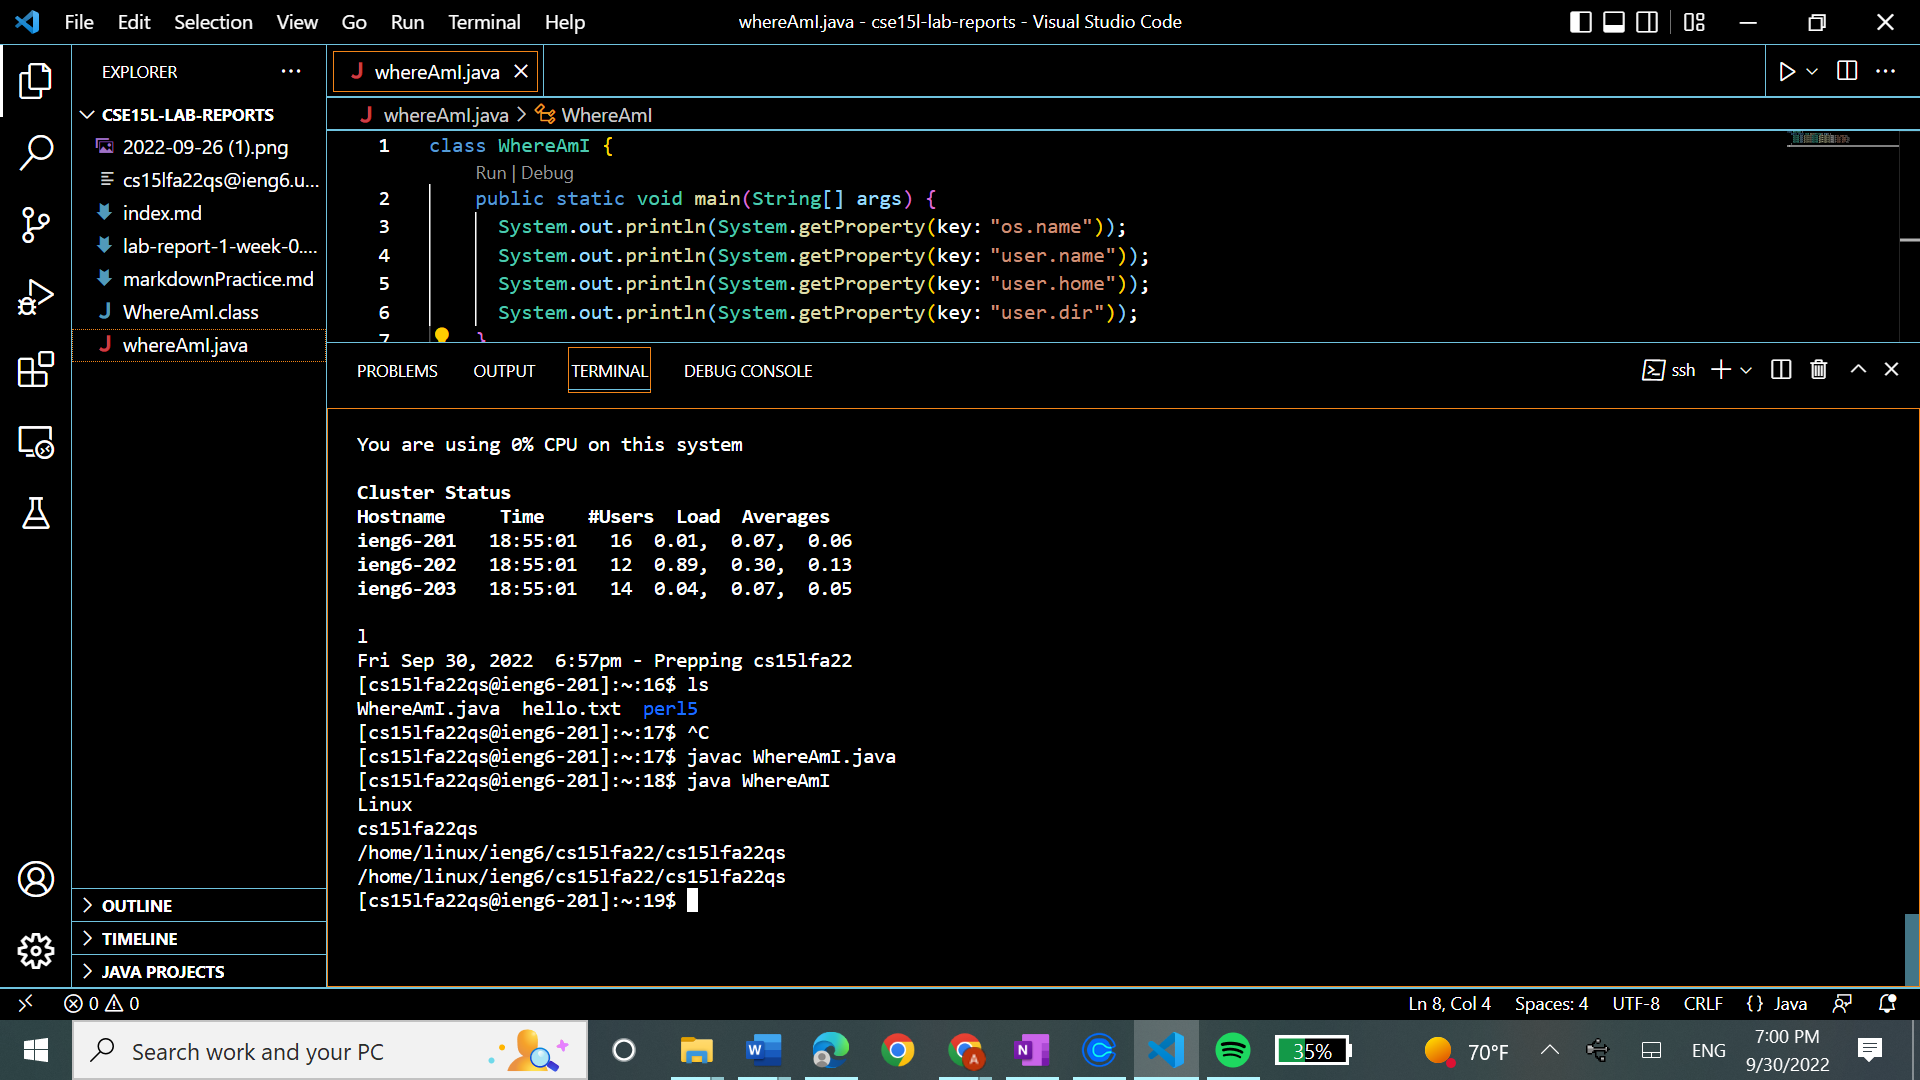 File Edit Selection View Go Run Terminal Help
whereAmI.java - cse15l-lab-reports - Visual Studio Code
EXPLORER
CSE15L-LAB-REPORTS
2022-09-26 (1).png
cs15lfa22qs@ieng6.u...
index.md
lab-report-1-week-0....
markdownPractice.md
WhereAmI.class
whereAmI.java
OUTLINE
TIMELINE
JAVA PROJECTS
whereAmI.java
whereAmI.java > WhereAmI
1 class WhereAmI {
Run | Debug
2 public static void main(String[] args) {
3 System.out.println(System.getProperty(key: "os.name"));
4 System.out.println(System.getProperty(key: "user.name"));
5 System.out.println(System.getProperty(key: "user.home"));
6 System.out.println(System.getProperty(key: "user.dir"));
7 }
PROBLEMS OUTPUT TERMINAL DEBUG CONSOLE
ssh
You are using 0% CPU on this system
Cluster Status
Hostname Time #Users Load Averages
ieng6-201 18:55:01 16 0.01, 0.07, 0.06
ieng6-202 18:55:01 12 0.89, 0.30, 0.13
ieng6-203 18:55:01 14 0.04, 0.07, 0.05
l
Fri Sep 30, 2022 6:57pm - Prepping cs15lfa22
[cs15lfa22qs@ieng6-201]:~:16$ ls
WhereAmI.java hello.txt perl5
[cs15lfa22qs@ieng6-201]:~:17$ ^C
[cs15lfa22qs@ieng6-201]:~:17$ javac WhereAmI.java
[cs15lfa22qs@ieng6-201]:~:18$ java WhereAmI
Linux
cs15lfa22qs
/home/linux/ieng6/cs15lfa22/cs15lfa22qs
/home/linux/ieng6/cs15lfa22/cs15lfa22qs
[cs15lfa22qs@ieng6-201]:~:19$
0 0
Ln 8, Col 4 Spaces: 4 UTF-8 CRLF {} Java
Search work and your PC
35%
70°F
ENG
7:00 PM
9/30/2022